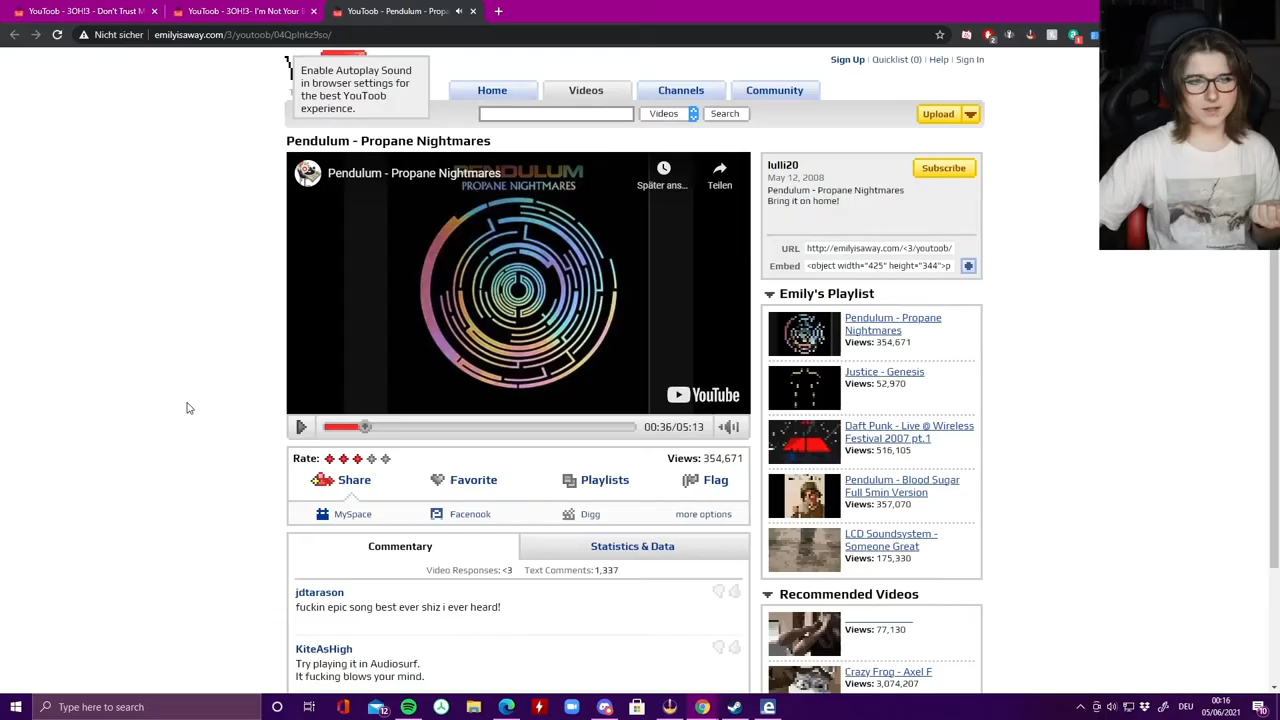 YouToob - 3OH!3 - Don't Trust M
YouToob - 3OH!3 - I'm Not Your
YouToob - Pendulum - Propa
Nicht sicher | emilyisaway.com/3/youtoob/04QpInkz9so/
Enable Autoplay Sound
in browser settings for
the best YouToob
experience.
Sign Up | Quicklist (0) | Help | Sign In
Home
Videos
Channels
Community
Videos
Search
Upload
Pendulum - Propane Nightmares
Pendulum - Propane Nightmares
PENDULUM
PROPANE NIGHTMARES
Später ans...
Teilen
YouTube
00:36/05:13
Rate:
Views: 354,671
Share
Favorite
Playlists
Flag
MySpace
Facenook
Digg
more options
Commentary
Statistics & Data
Video Responses: <3
Text Comments: 1,337
jdtarason
fuckin epic song best ever shiz i ever heard!
KiteAsHigh
Try playing it in Audiosurf.
It fucking blows your mind.
lulli20
May 12, 2008
Pendulum - Propane Nightmares
Bring it on home!
Subscribe
URL http://emilyisaway.com/<3/youtoob/
Embed <object width="425" height="344">p
Emily's Playlist
Pendulum - Propane
Nightmares
Views: 354,671
Justice - Genesis
Views: 52,970
Daft Punk - Live @ Wireless
Festival 2007 pt.1
Views: 516,105
Pendulum - Blood Sugar
Full 5min Version
Views: 357,070
LCD Soundsystem -
Someone Great
Views: 175,330
Recommended Videos
Views: 77,130
Crazy Frog - Axel F
Views: 3,074,207
Type here to search
DEU
00:16
05/06/2021